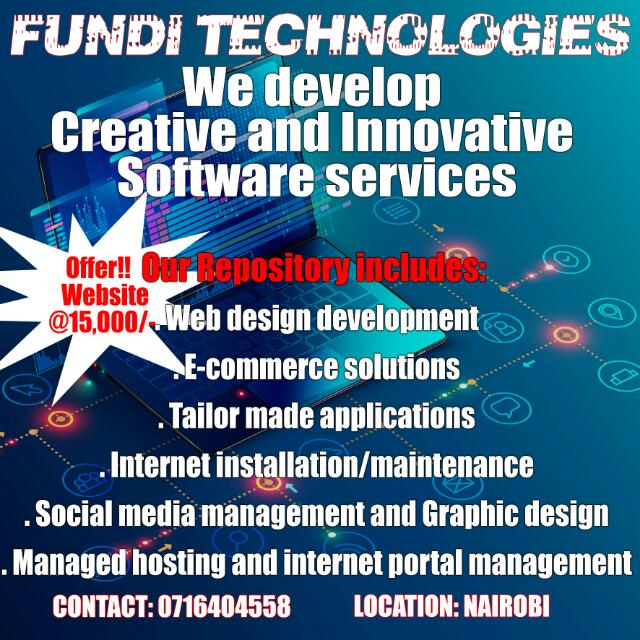 FUNDI TECHNOLOGIES
We develop
Creative and Innovative
Software services
Offer!!
Website
@15,000/-
Our Repository includes:
. Web design development
. E-commerce solutions
. Tailor made applications
. Internet installation/maintenance
. Social media management and Graphic design
. Managed hosting and internet portal management
CONTACT: 0716404558 LOCATION: NAIROBI